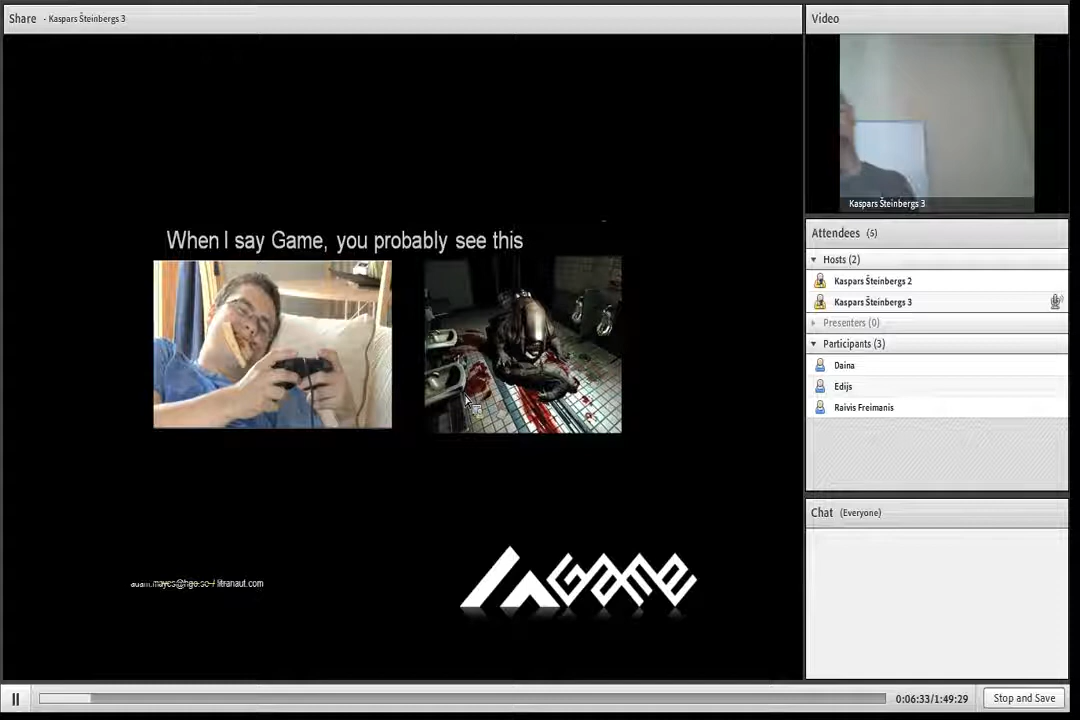 Share - Kaspars Šteinbergs 3
Video
Kaspars Šteinbergs 3
Attendees (5)
Hosts (2)
Kaspars Šteinbergs 2
Kaspars Šteinbergs 3
Presenters (0)
Participants (3)
Daina
Edijs
Raivis Freimanis
Chat (Everyone)
When I say Game, you probably see this
litranaut.com
GAME
0:06:33/1:49:29
Stop and Save